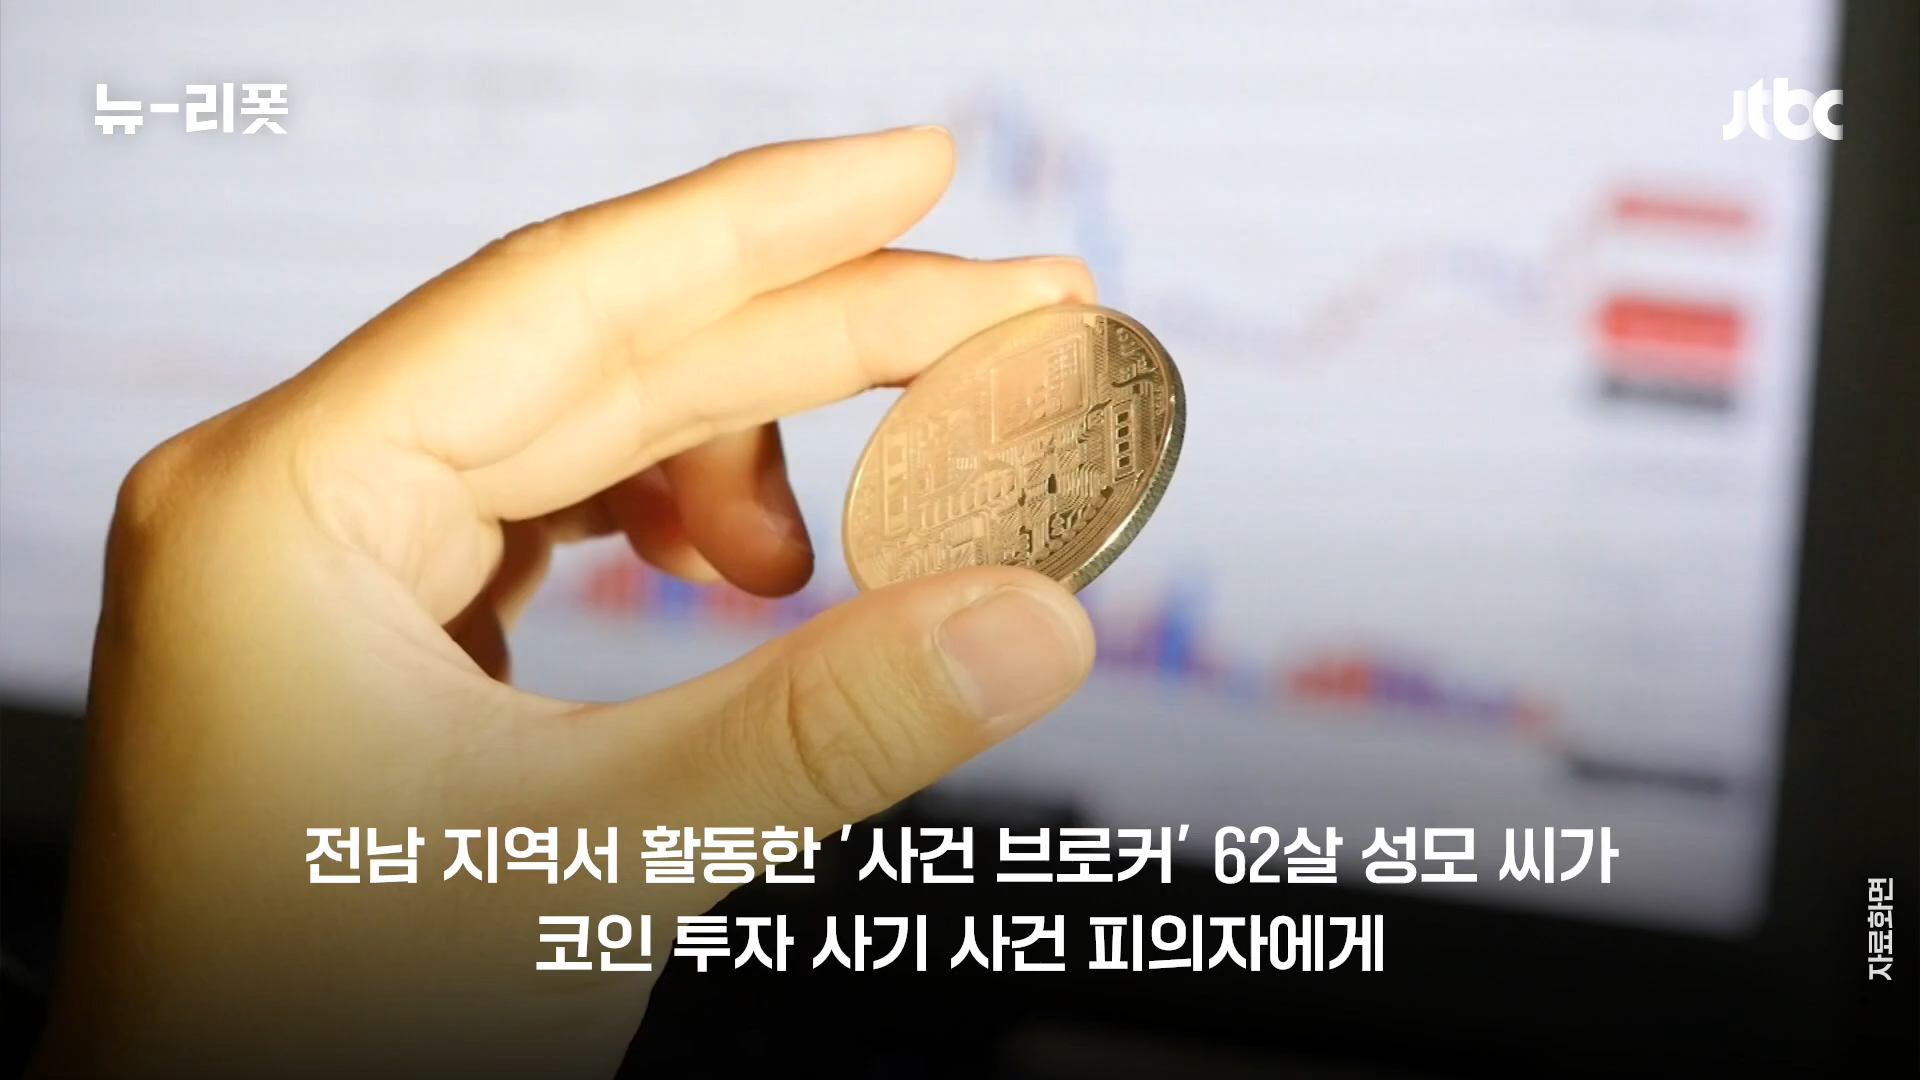 뉴-리폿
jtbc
전남 지역서 활동한 '사건 브로커' 62살 성모 씨가
코인 투자 사기 사건 피의자에게
자료화면